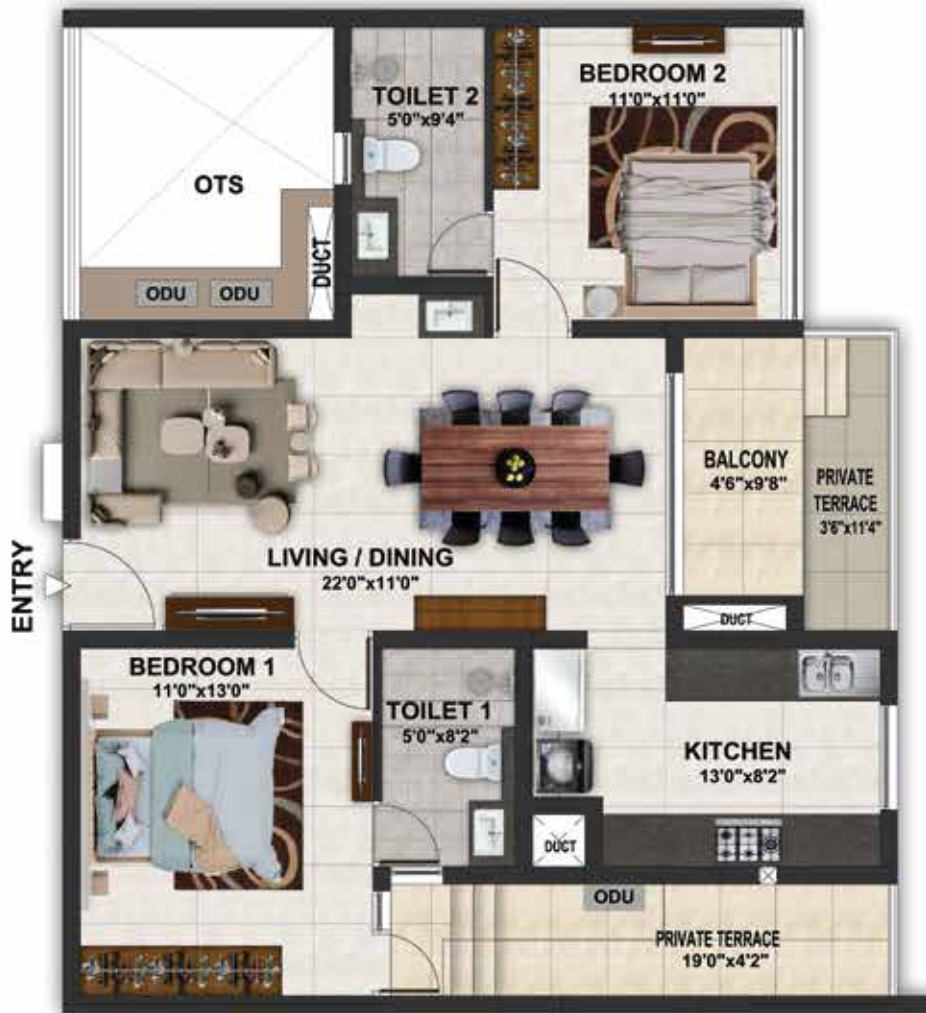 TOILET 2
5'0"x9'4"
BEDROOM 2
11'0"x11'0"
OTS
DUCT
ODU
ODU
BALCONY
4'6"x9'8"
PRIVATE
TERRACE
3'6"x11'4"
LIVING / DINING
22'0"x11'0"
ENTRY
DUCT
BEDROOM 1
11'0"x13'0"
TOILET 1
5'0"x8'2"
KITCHEN
13'0"x8'2"
DUCT
ODU
PRIVATE TERRACE
19'0"x4'2"